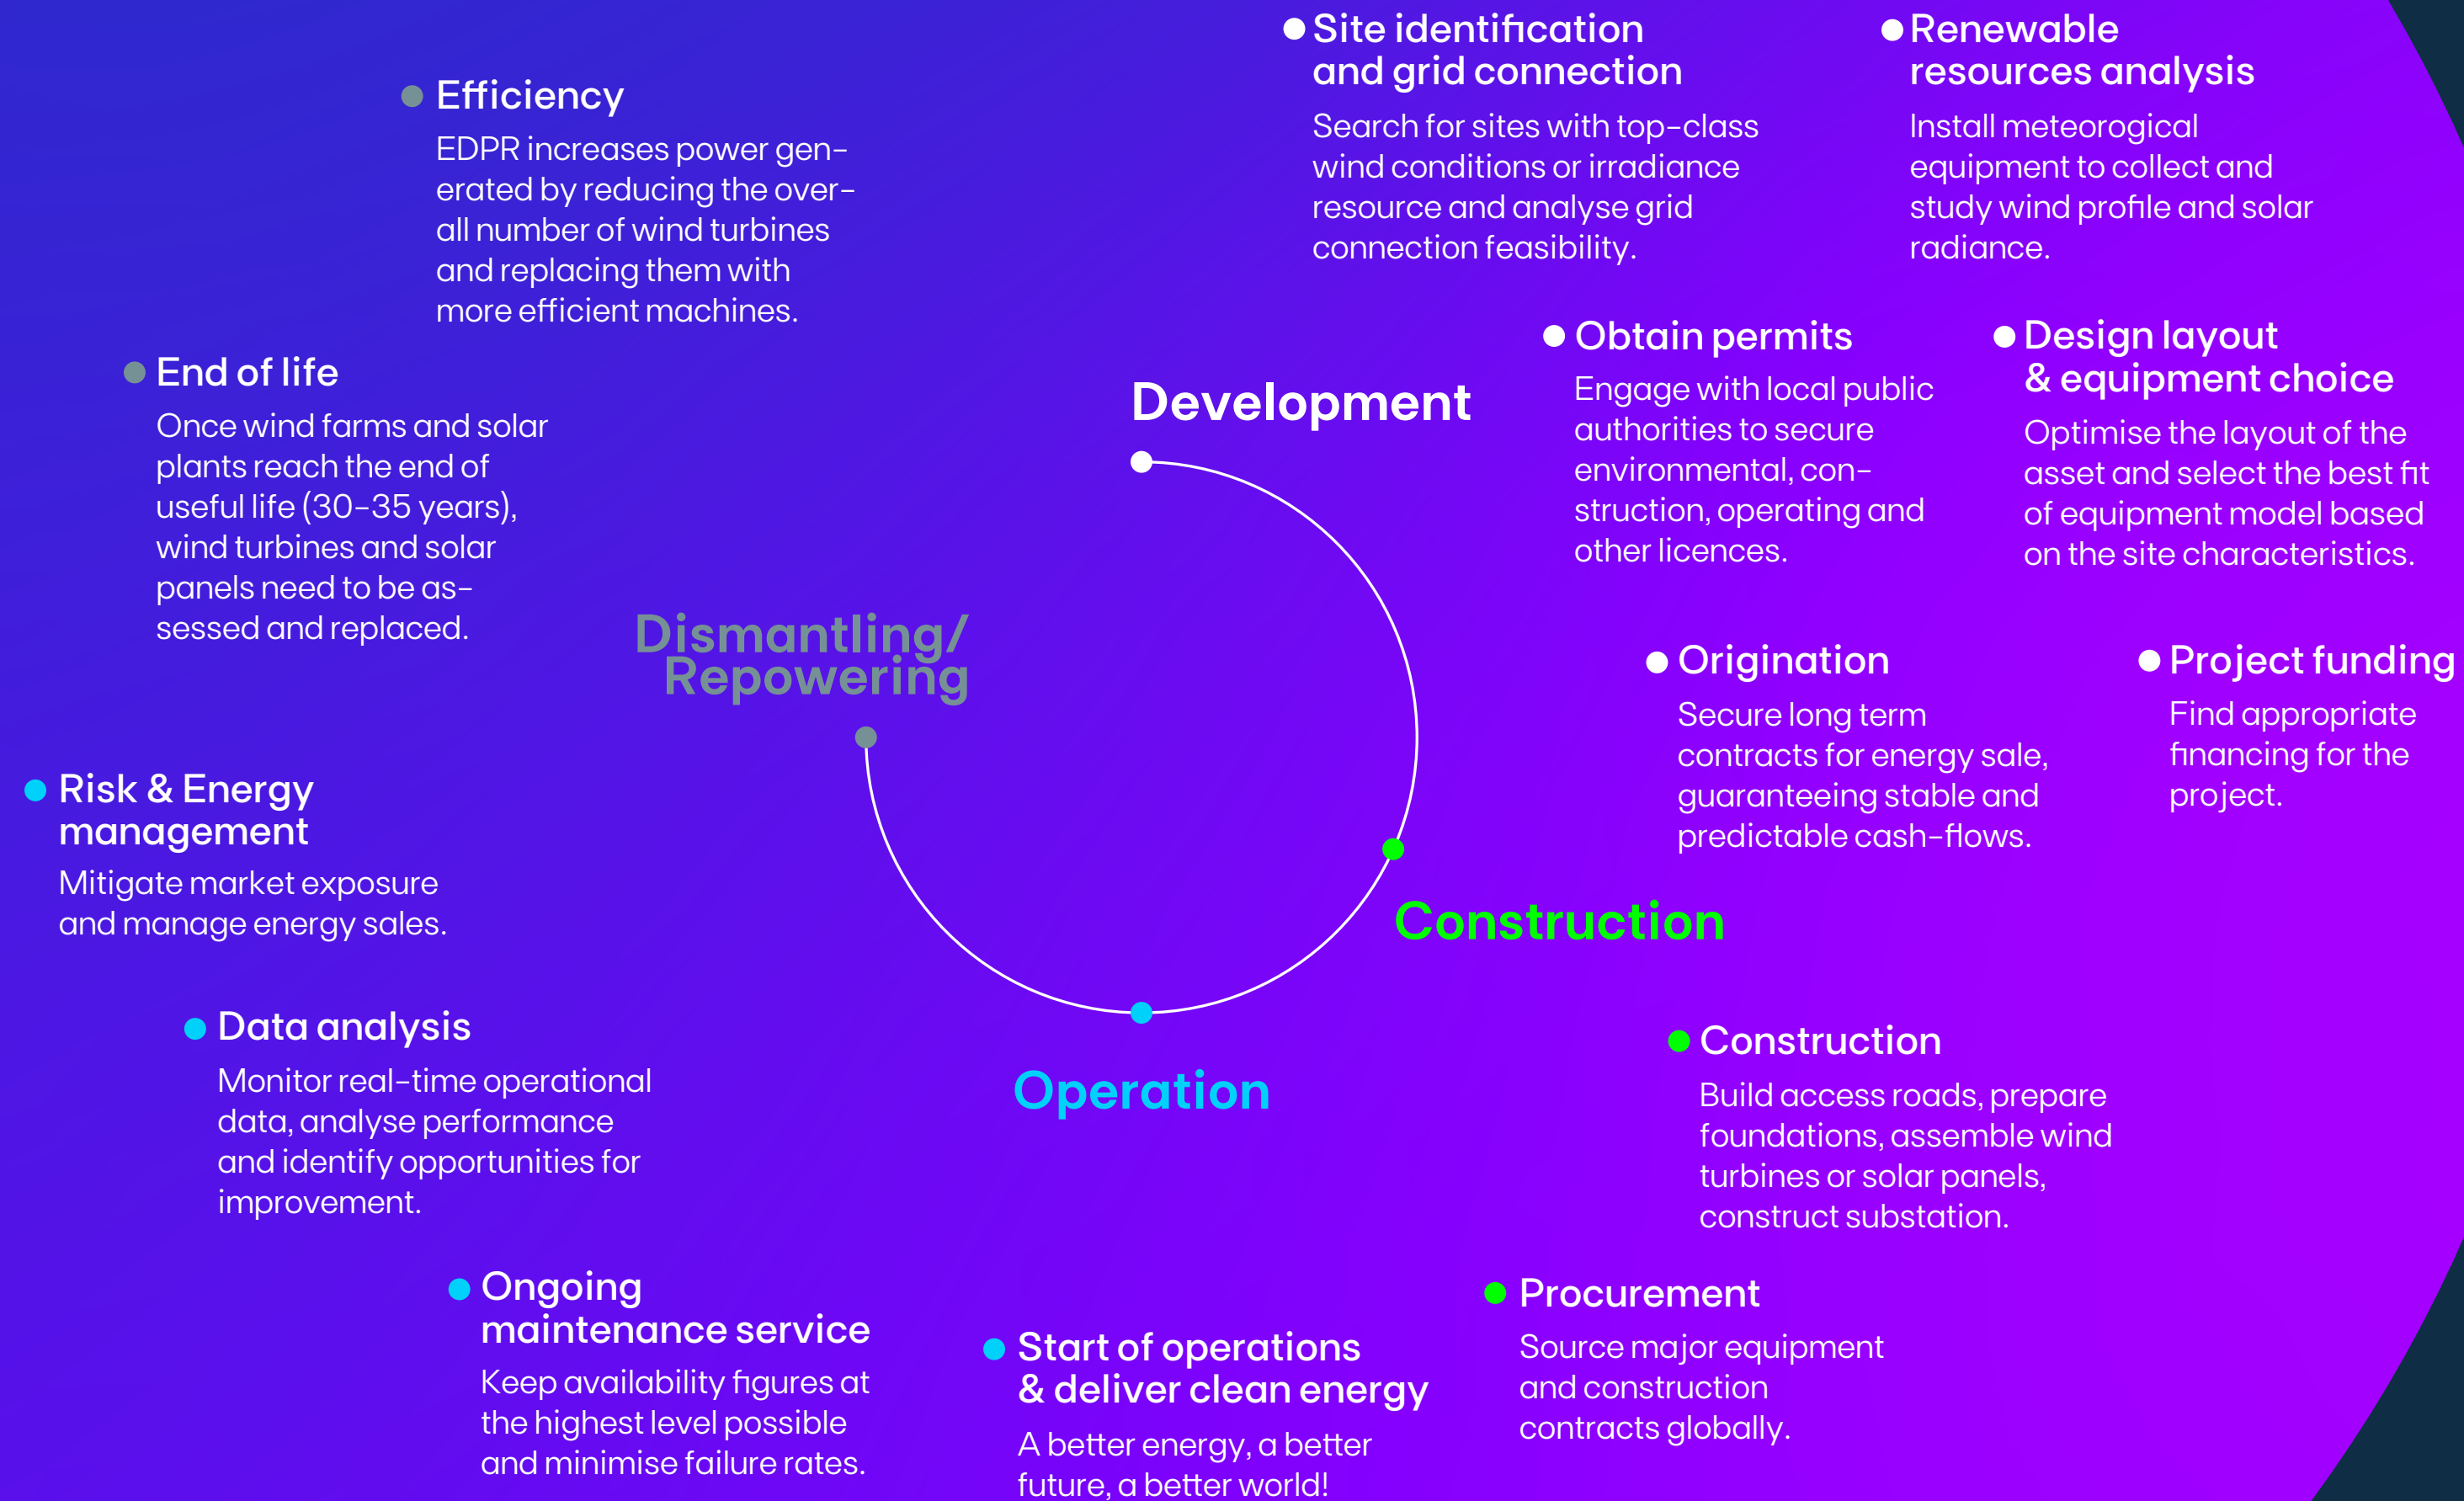 Site identification
and grid connection
Search for sites with top-class
wind conditions or irradiance
resource and analyse grid
connection feasibility.
Renewable
resources analysis
Install meteorogical
equipment to collect and
study wind profile and solar
radiance.
Efficiency
EDPR increases power gen-
erated by reducing the over-
all number of wind turbines
and replacing them with
more efficient machines.
Obtain permits
Engage with local public
authorities to secure
environmental, con-
struction, operating and
other licences.
Design layout
& equipment choice
Optimise the layout of the
asset and select the best fit
of equipment model based
on the site characteristics.
End of life
Once wind farms and solar
plants reach the end of
useful life (30-35 years),
wind turbines and solar
panels need to be as-
sessed and replaced.
Development
Dismantling/
Repowering
Origination
Secure long term
contracts for energy sale,
guaranteeing stable and
predictable cash-flows.
Project funding
Find appropriate
financing for the
project.
Risk & Energy
management
Mitigate market exposure
and manage energy sales.
Construction
Operation
Data analysis
Monitor real-time operational
data, analyse performance
and identify opportunities for
improvement.
Construction
Build access roads, prepare
foundations, assemble wind
turbines or solar panels,
construct substation.
Ongoing
maintenance service
Keep availability figures at
the highest level possible
and minimise failure rates.
Start of operations
& deliver clean energy
A better energy, a better
future, a better world!
Procurement
Source major equipment
and construction
contracts globally.